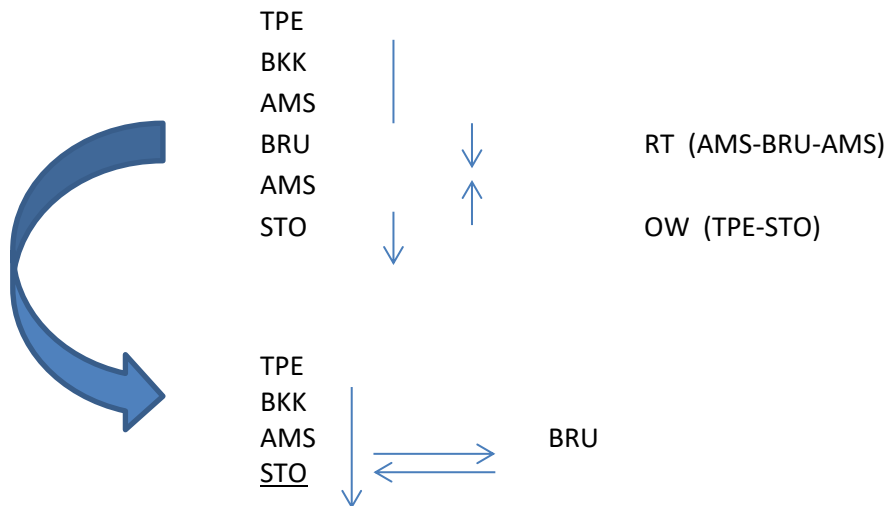 TPE
BKK
AMS
BRU RT (AMS-BRU-AMS)
AMS
STO OW (TPE-STO)
TPE
BKK
AMS BRU
STO